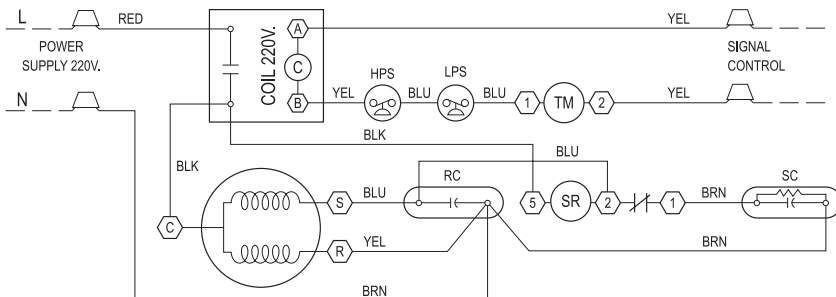 L
RED
POWER
SUPPLY 220V.
N
COIL 220V.
A
C
B
YEL
SIGNAL
CONTROL
YEL
HPS
BLU
LPS
BLU
1
TM
2
YEL
BLK
BLK
BLU
C
S
BLU
RC
5
SR
2
1
BRN
SC
R
YEL
BRN
BRN